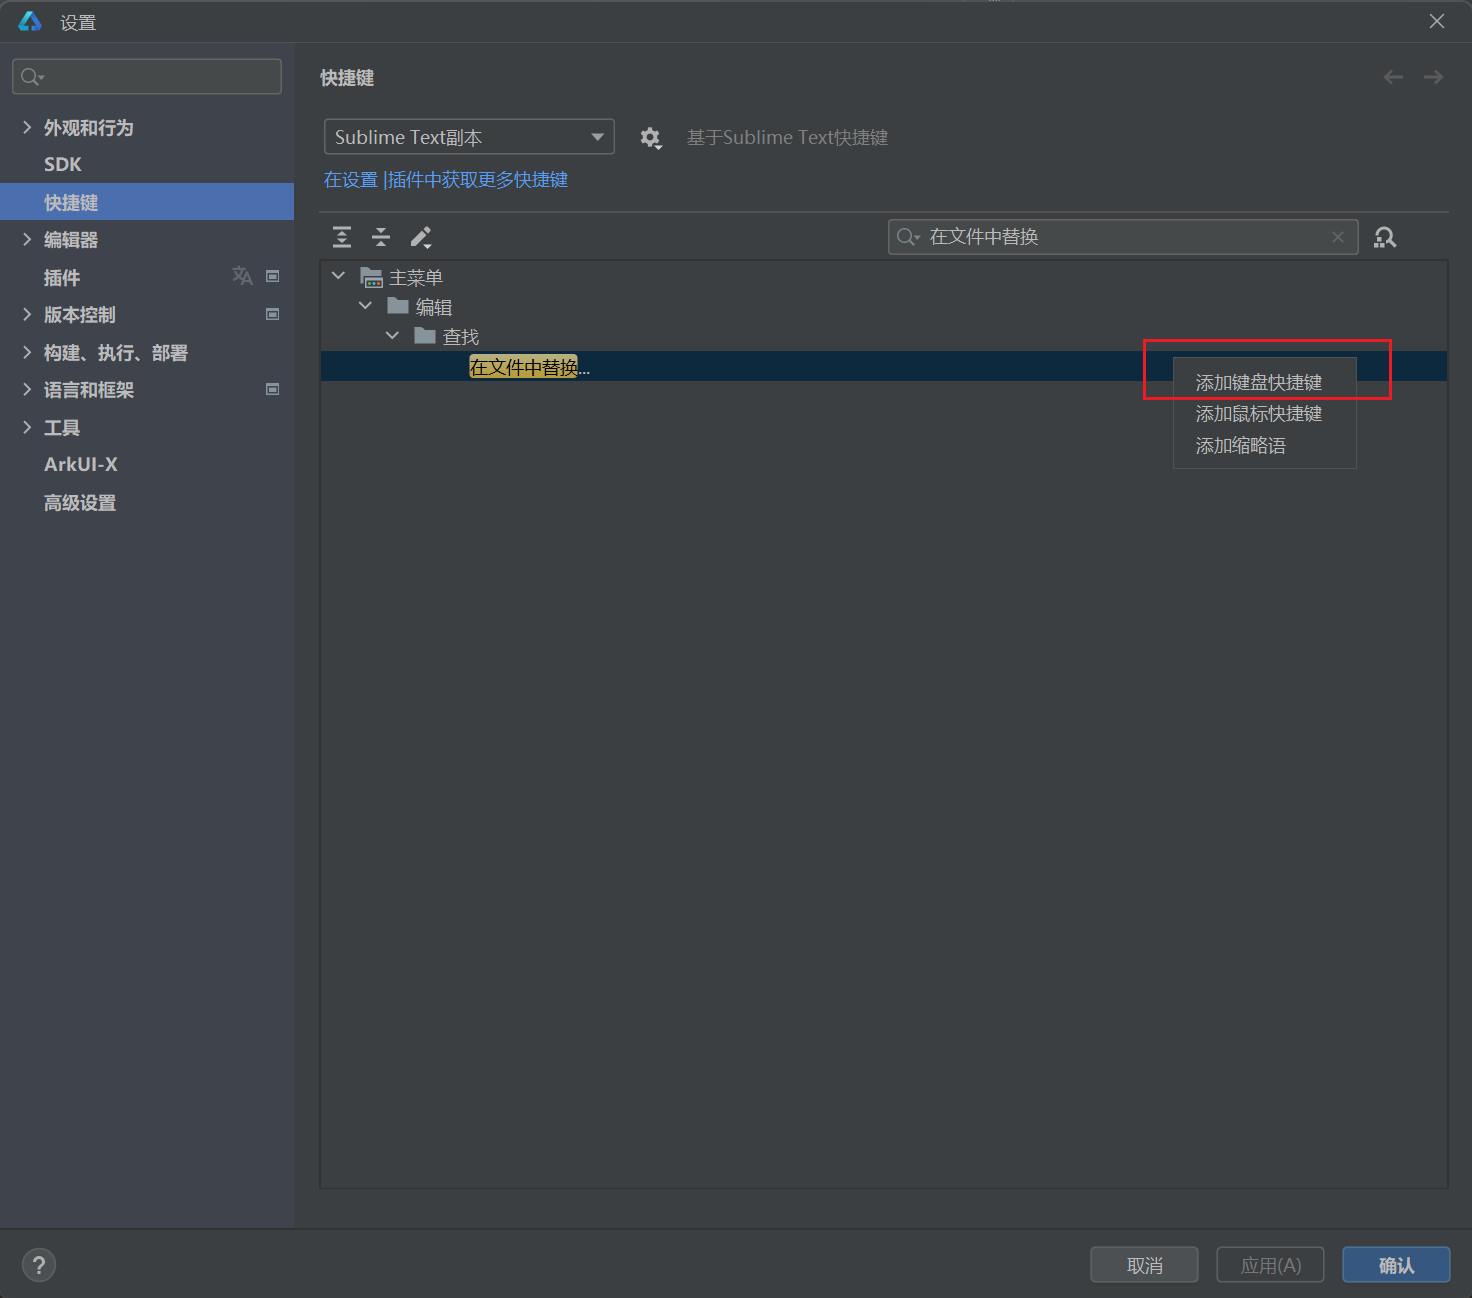 设置
外观和行为
SDK
快捷键
编辑器
插件
版本控制
构建、执行、部署
语言和框架
工具
ArkUI-X
高级设置
快捷键
Sublime Text副本
基于Sublime Text快捷键
在设置 |插件中获取更多快捷键
在文件中替换
主菜单
编辑
查找
在文件中替换...
添加键盘快捷键
添加鼠标快捷键
添加缩略语
?
取消
应用(A)
确认